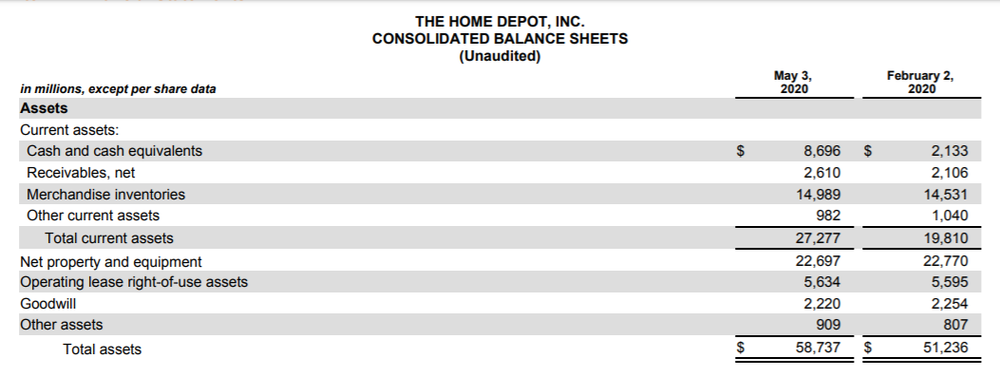 THE HOME DEPOT, INC.
CONSOLIDATED BALANCE SHEETS
(Unaudited)
in millions, except per share data May 3, 2020 February 2, 2020
Assets
Current assets:
Cash and cash equivalents $ 8,696 $ 2,133
Receivables, net 2,610 2,106
Merchandise inventories 14,989 14,531
Other current assets 982 1,040
Total current assets 27,277 19,810
Net property and equipment 22,697 22,770
Operating lease right-of-use assets 5,634 5,595
Goodwill 2,220 2,254
Other assets 909 807
Total assets $ 58,737 $ 51,236